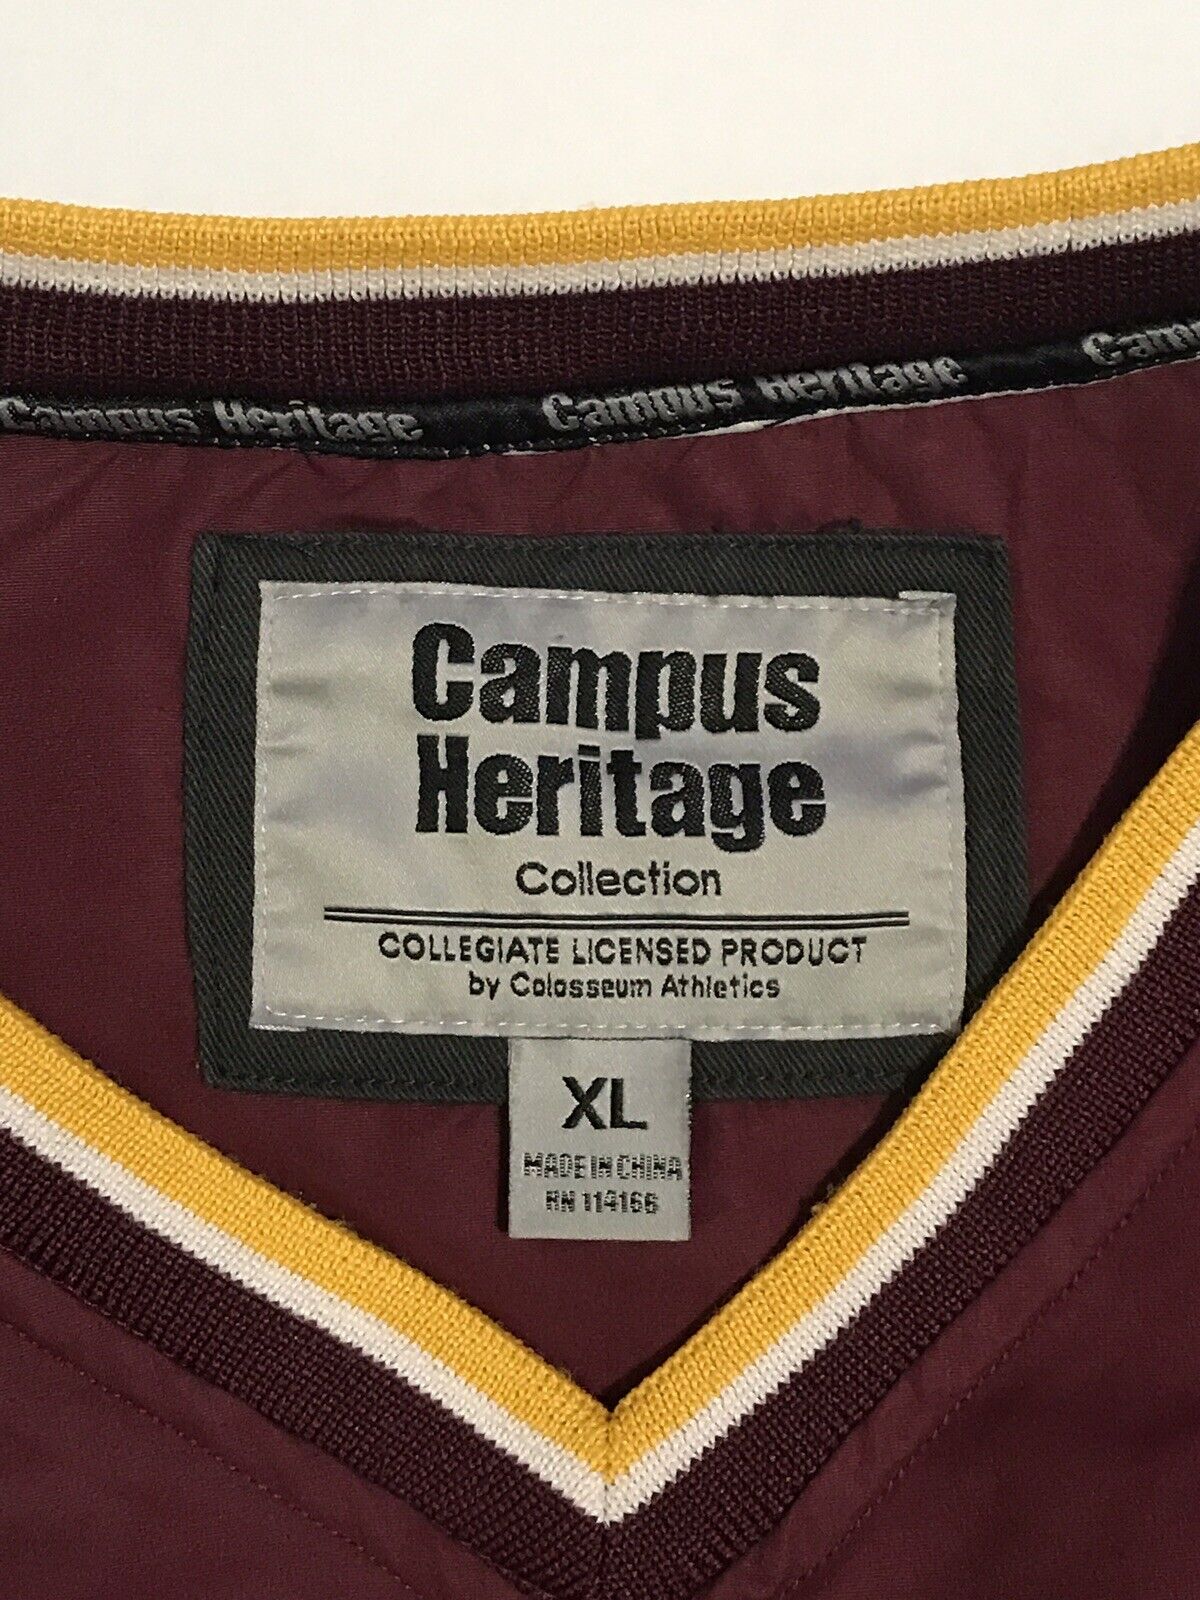 Campus Heritage Campus Heritage Cam
Campus
Heritage
Collection
COLLEGIATE LICENSED PRODUCT
by Colosseum Athletics
XL
MADE IN CHINA
RN 114166